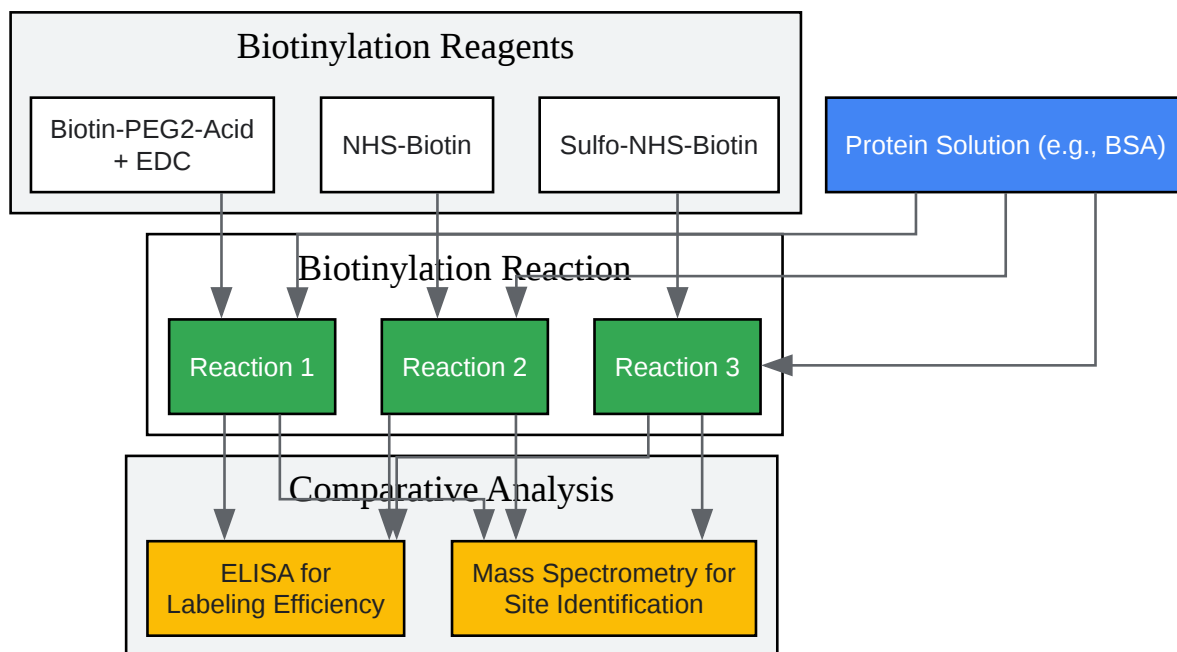 Biotinylation Reagents
Biotin-PEG2-Acid
+ EDC
NHS-Biotin
Sulfo-NHS-Biotin
Protein Solution (e.g., BSA)
Biotinylation Reaction
Reaction 1
Reaction 2
Reaction 3
Comparative Analysis
ELISA for
Labeling Efficiency
Mass Spectrometry for
Site Identification